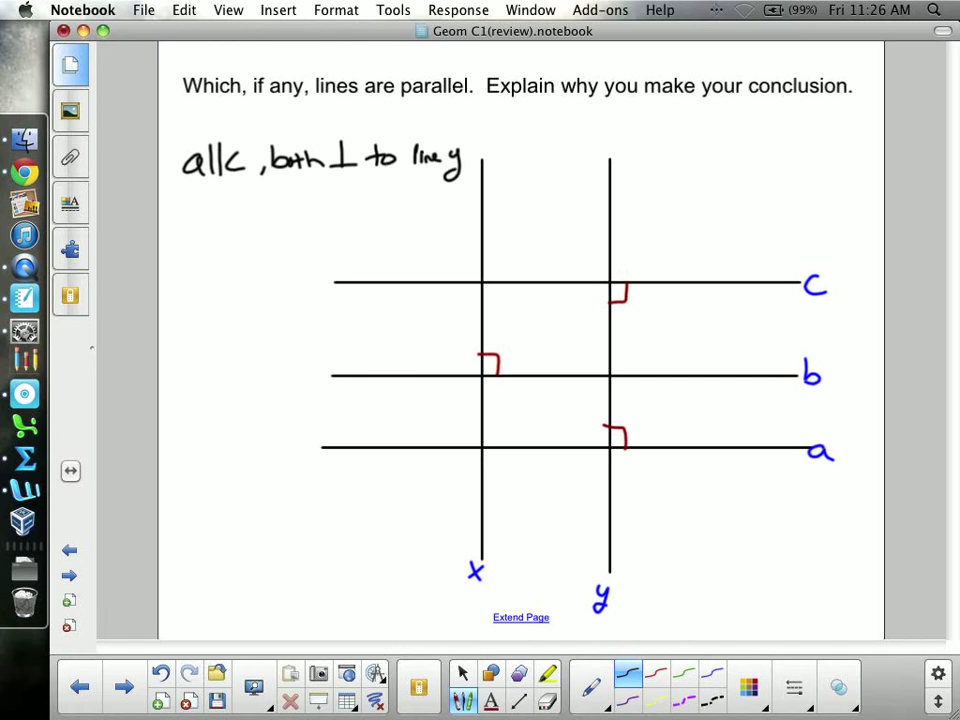 Notebook File Edit View Insert Format Tools Response Window Add-ons Help (99%) Fri 11:26 AM
Geom C1(review).notebook
Which, if any, lines are parallel. Explain why you make your conclusion.
a||c , both ⊥ to line y
c
b
a
x
y
Extend Page